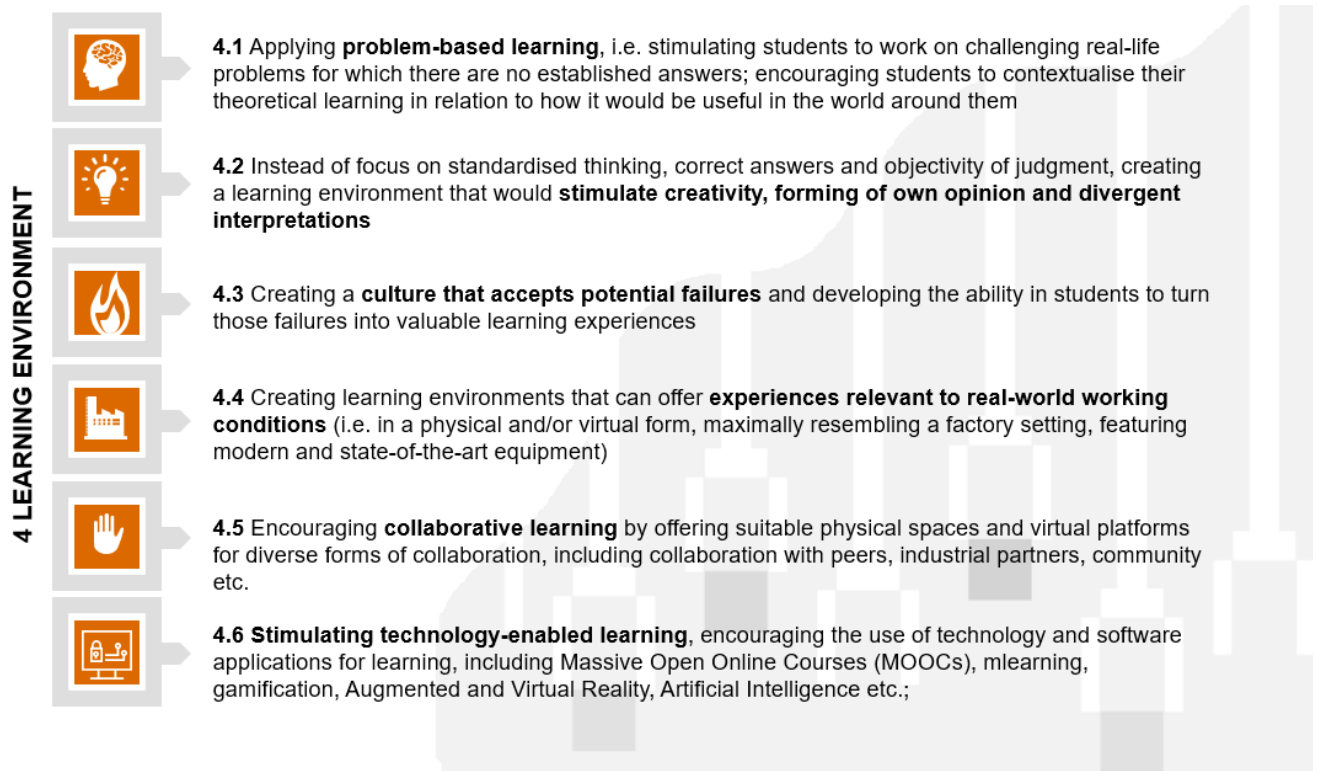 4 LEARNING ENVIRONMENT
4.1 Applying problem-based learning, i.e. stimulating students to work on challenging real-life
problems for which there are no established answers; encouraging students to contextualise their
theoretical learning in relation to how it would be useful in the world around them
4.2 Instead of focus on standardised thinking, correct answers and objectivity of judgment, creating
a learning environment that would stimulate creativity, forming of own opinion and divergent
interpretations
4.3 Creating a culture that accepts potential failures and developing the ability in students to turn
those failures into valuable learning experiences
4.4 Creating learning environments that can offer experiences relevant to real-world working
conditions (i.e. in a physical and/or virtual form, maximally resembling a factory setting, featuring
modern and state-of-the-art equipment)
4.5 Encouraging collaborative learning by offering suitable physical spaces and virtual platforms
for diverse forms of collaboration, including collaboration with peers, industrial partners, community
etc.
4.6 Stimulating technology-enabled learning, encouraging the use of technology and software
applications for learning, including Massive Open Online Courses (MOOCs), mlearning,
gamification, Augmented and Virtual Reality, Artificial Intelligence etc.;